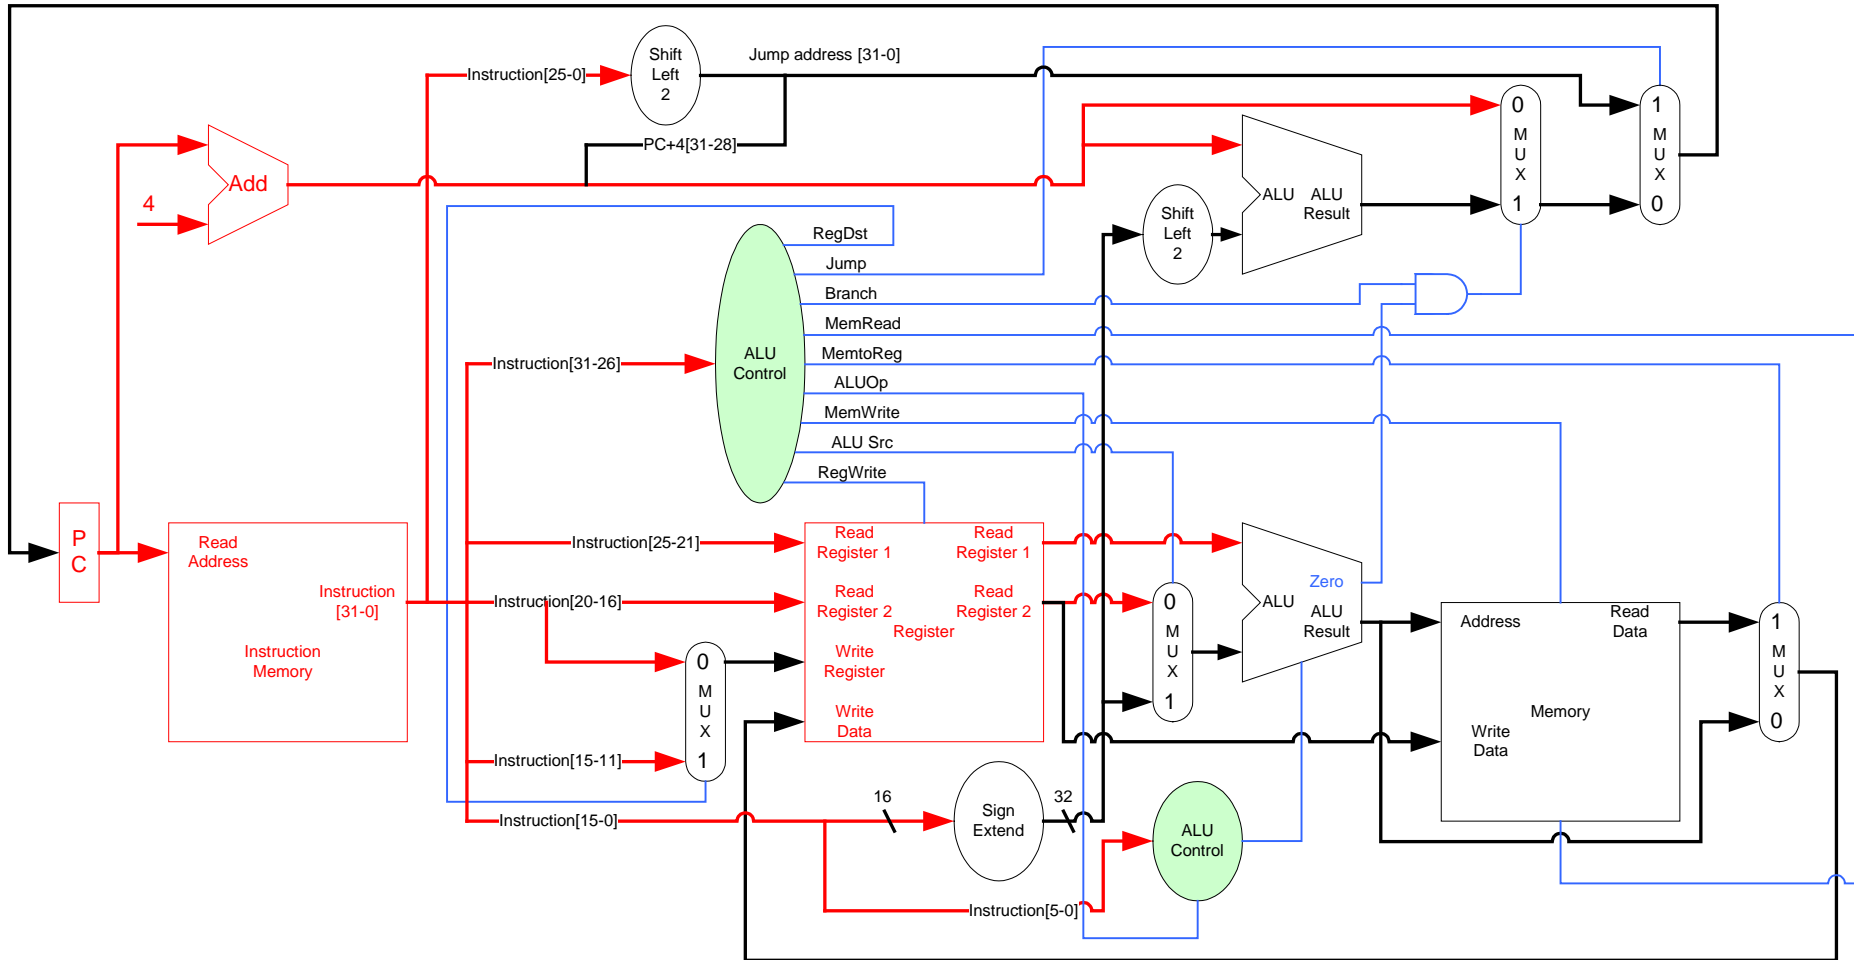 Shift
Left
2
Jump address [31-0]
Instruction[25-0]
0
M
U
X
1
1
M
U
X
0
PC+4[31-28]
Add
4
ALU
ALU
Result
Shift
Left
2
RegDst
Jump
Branch
MemRead
MemtoReg
ALUOp
MemWrite
ALU Src
RegWrite
ALU
Control
Instruction[31-26]
P
C
Read
Address
Instruction
[31-0]
Instruction
Memory
Instruction[25-21]
Instruction[20-16]
Instruction[15-11]
Instruction[15-0]
0
M
U
X
1
Read
Register 1
Read
Register 1
Read
Register 2
Read
Register 2
Register
Write
Register
Write
Data
0
M
U
X
1
Zero
ALU
ALU
Result
Address
Read
Data
Memory
Write
Data
1
M
U
X
0
16
Sign
Extend
32
ALU
Control
Instruction[5-0]